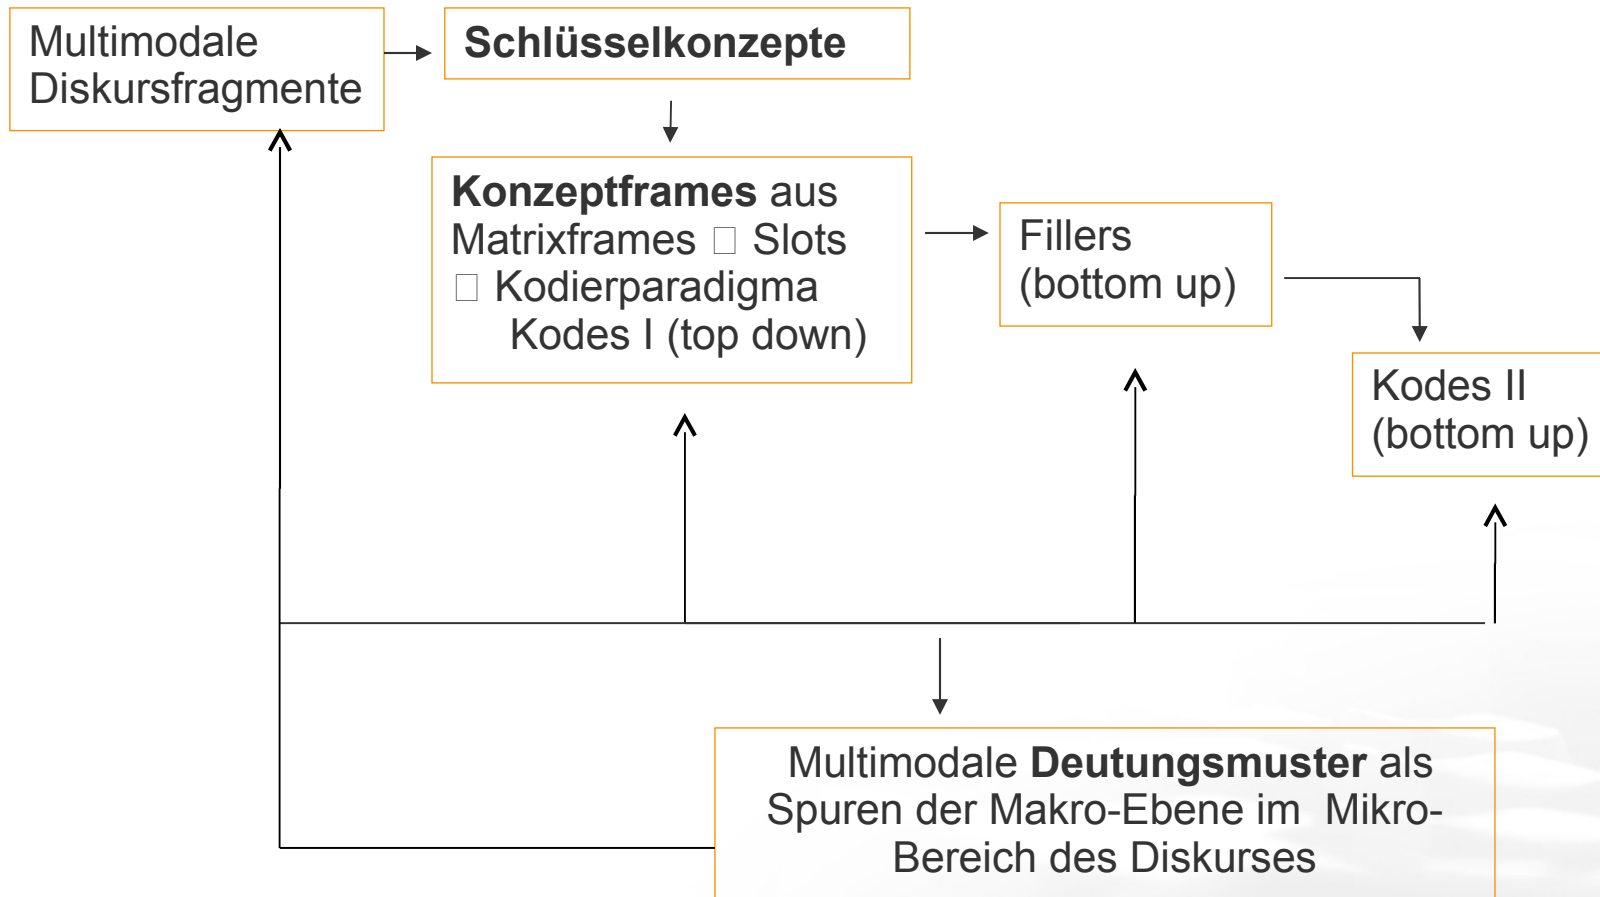 Multimodale
Diskursfragmente
Schlüsselkonzepte
Konzeptframes aus
Matrixframes □ Slots
□ Kodierparadigma
Kodes I (top down)
Fillers
(bottom up)
Kodes II
(bottom up)
Multimodale Deutungsmuster als
Spuren der Makro-Ebene im Mikro-
Bereich des Diskurses